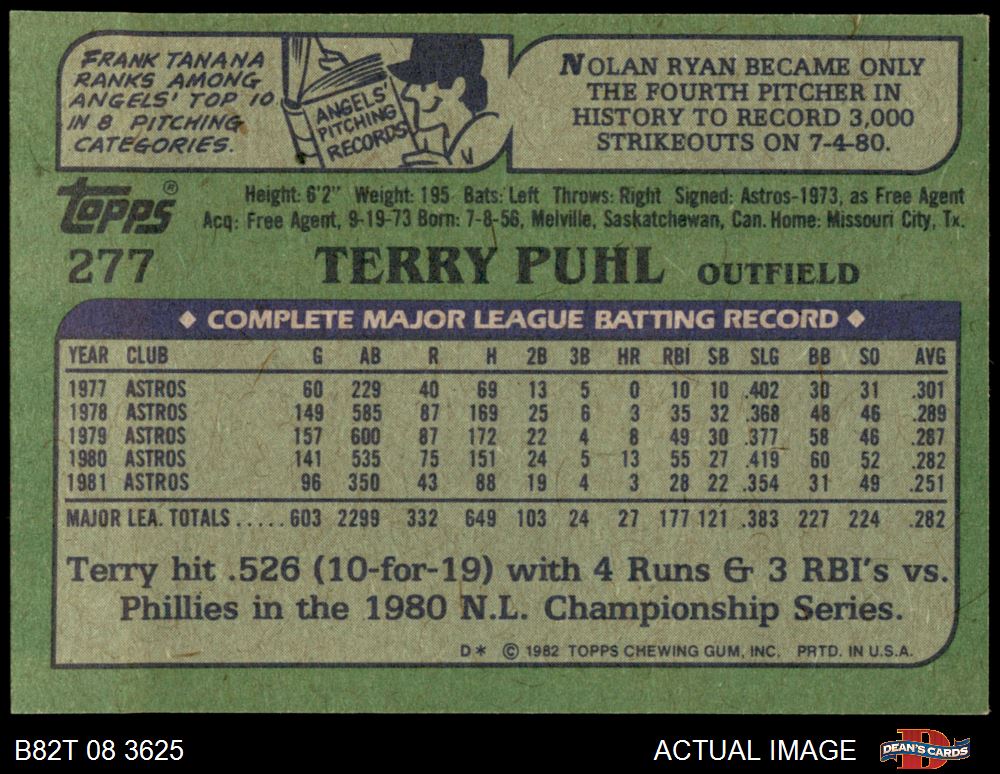 FRANK TANANA
RANKS AMONG
ANGELS' TOP 10
IN 8 PITCHING
CATEGORIES.
ANGELS'
PITCHING
RECORDS
NOLAN RYAN BECAME ONLY
THE FOURTH PITCHER IN
HISTORY TO RECORD 3,000
STRIKEOUTS ON 7-4-80.
Topps®
Height: 6'2" Weight: 195 Bats: Left Throws: Right Signed: Astros-1973, as Free Agent
Acq: Free Agent, 9-19-73 Born: 7-8-56, Melville, Saskatchewan, Can. Home: Missouri City, Tx.
277 TERRY PUHL OUTFIELD
◆ COMPLETE MAJOR LEAGUE BATTING RECORD ◆
YEAR CLUB G AB R H 2B 3B HR RBI SB SLG BB SO AVG
1977 ASTROS 60 229 40 69 13 5 0 10 10 .402 30 31 .301
1978 ASTROS 149 585 87 169 25 6 3 35 32 .368 48 46 .289
1979 ASTROS 157 600 87 172 22 4 8 49 30 .377 58 46 .287
1980 ASTROS 141 535 75 151 24 5 13 55 27 .419 60 52 .282
1981 ASTROS 96 350 43 88 19 4 3 28 22 .354 31 49 .251
MAJOR LEA. TOTALS ..... 603 2299 332 649 103 24 27 177 121 .383 227 224 .282
Terry hit .526 (10-for-19) with 4 Runs & 3 RBI's vs.
Phillies in the 1980 N.L. Championship Series.
D* © 1982 TOPPS CHEWING GUM, INC. PRTD. IN U.S.A.
B82T 08 3625 ACTUAL IMAGE DEAN'S CARDS